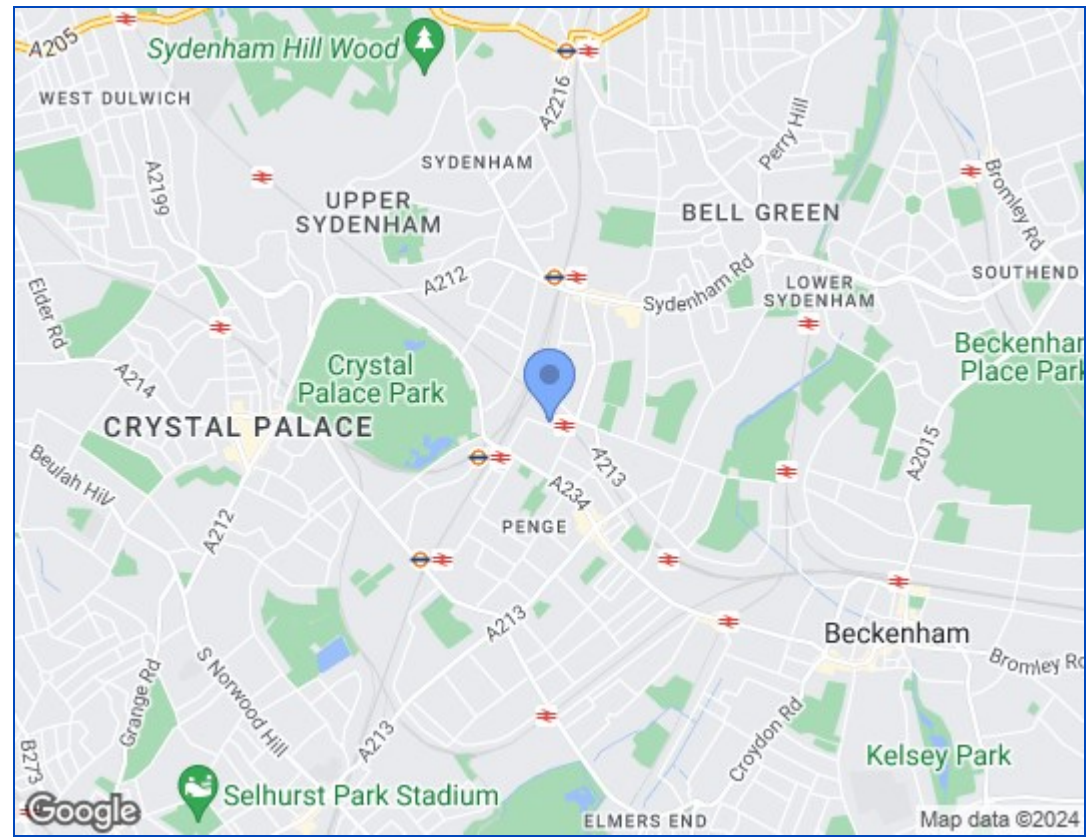 A205
Sydenham Hill Wood
A2216
WEST DULWICH
Perry Hill
SYDENHAM
Bromley Rd
A2199
UPPER
SYDENHAM
BELL GREEN
A212
Sydenham Rd
SOUTHEND
LOWER
SYDENHAM
Elder Rd
Crystal
Palace Park
Beckenham
Place Park
A214
CRYSTAL PALACE
A2015
Beulah Hill
A213
A234
A212
PENGE
A213
Beckenham
Bromley Rd
S Norwood Hill
Grange Rd
Croydon Rd
A213
B273
Kelsey Park
Selhurst Park Stadium
Google
ELMERS END
Map data ©2024